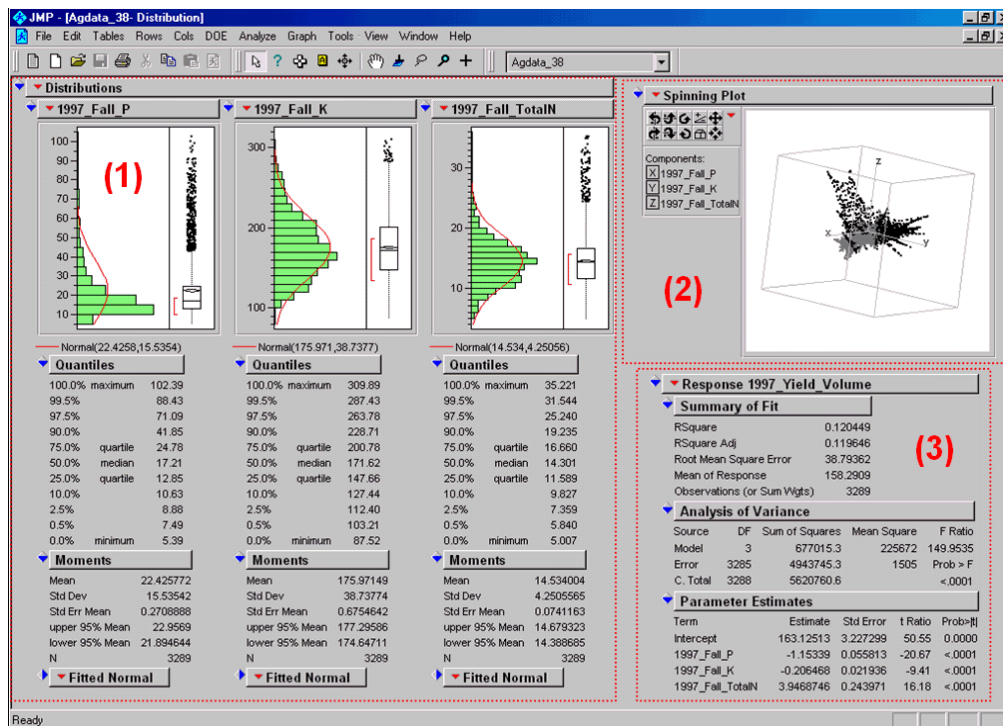 JMP - [Agdata_38- Distribution]
File Edit Tables Rows Cols DOE Analyze Graph Tools View Window Help
Agdata_38
Distributions
1997_Fall_P
100
90
80
70
60
50
40
30
20
10
(1)
Normal(22.4258,15.5354)
Quantiles
100.0% maximum 102.39
99.5% 88.43
97.5% 71.09
90.0% 41.85
75.0% quartile 24.78
50.0% median 17.21
25.0% quartile 12.85
10.0% 10.63
2.5% 8.88
0.5% 7.49
0.0% minimum 5.39
Moments
Mean 22.425772
Std Dev 15.53542
Std Err Mean 0.2708888
upper 95% Mean 22.9569
lower 95% Mean 21.894644
N 3289
Fitted Normal
1997_Fall_K
300
200
100
Normal(175.971,38.7377)
Quantiles
100.0% maximum 309.89
99.5% 287.43
97.5% 263.78
90.0% 228.71
75.0% quartile 200.78
50.0% median 171.62
25.0% quartile 147.66
10.0% 127.44
2.5% 112.40
0.5% 103.21
0.0% minimum 87.52
Moments
Mean 175.97149
Std Dev 38.73774
Std Err Mean 0.6754642
upper 95% Mean 177.29586
lower 95% Mean 174.64711
N 3289
Fitted Normal
1997_Fall_TotalN
30
20
10
Normal(14.534,4.25056)
Quantiles
100.0% maximum 35.221
99.5% 31.544
97.5% 25.240
90.0% 19.235
75.0% quartile 16.660
50.0% median 14.301
25.0% quartile 11.589
10.0% 9.827
2.5% 7.359
0.5% 5.840
0.0% minimum 5.007
Moments
Mean 14.534004
Std Dev 4.2505565
Std Err Mean 0.0741163
upper 95% Mean 14.679323
lower 95% Mean 14.388685
N 3289
Fitted Normal
Spinning Plot
Components:
X 1997_Fall_P
Y 1997_Fall_K
Z 1997_Fall_TotalN
z
x
y
(2)
Response 1997_Yield_Volume
Summary of Fit
RSquare 0.120449
RSquare Adj 0.119646
Root Mean Square Error 38.79362
Mean of Response 158.2909
Observations (or Sum Wgts) 3289
(3)
Analysis of Variance
Source DF Sum of Squares Mean Square F Ratio
Model 3 677015.3 225672 149.9535
Error 3285 4943745.3 1505 Prob > F
C. Total 3288 5620760.6 <.0001
Parameter Estimates
Term Estimate Std Error t Ratio Prob>|t|
Intercept 163.12513 3.227299 50.55 0.0000
1997_Fall_P -1.15339 0.055813 -20.67 <.0001
1997_Fall_K -0.206468 0.021936 -9.41 <.0001
1997_Fall_TotalN 3.9468746 0.243971 16.18 <.0001
Ready